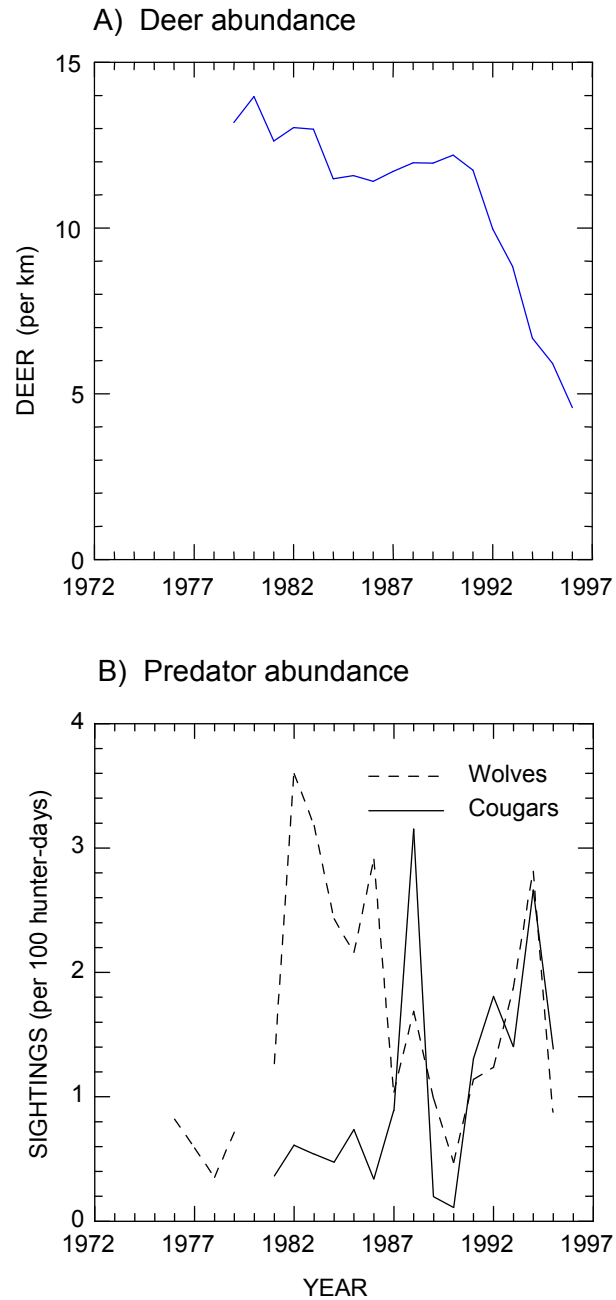 A) Deer abundance
15
10
5
0
DEER (per km)
1972 1977 1982 1987 1992 1997
B) Predator abundance
4
3
2
1
0
SIGHTINGS (per 100 hunter-days)
Wolves
Cougars
1972 1977 1982 1987 1992 1997
YEAR